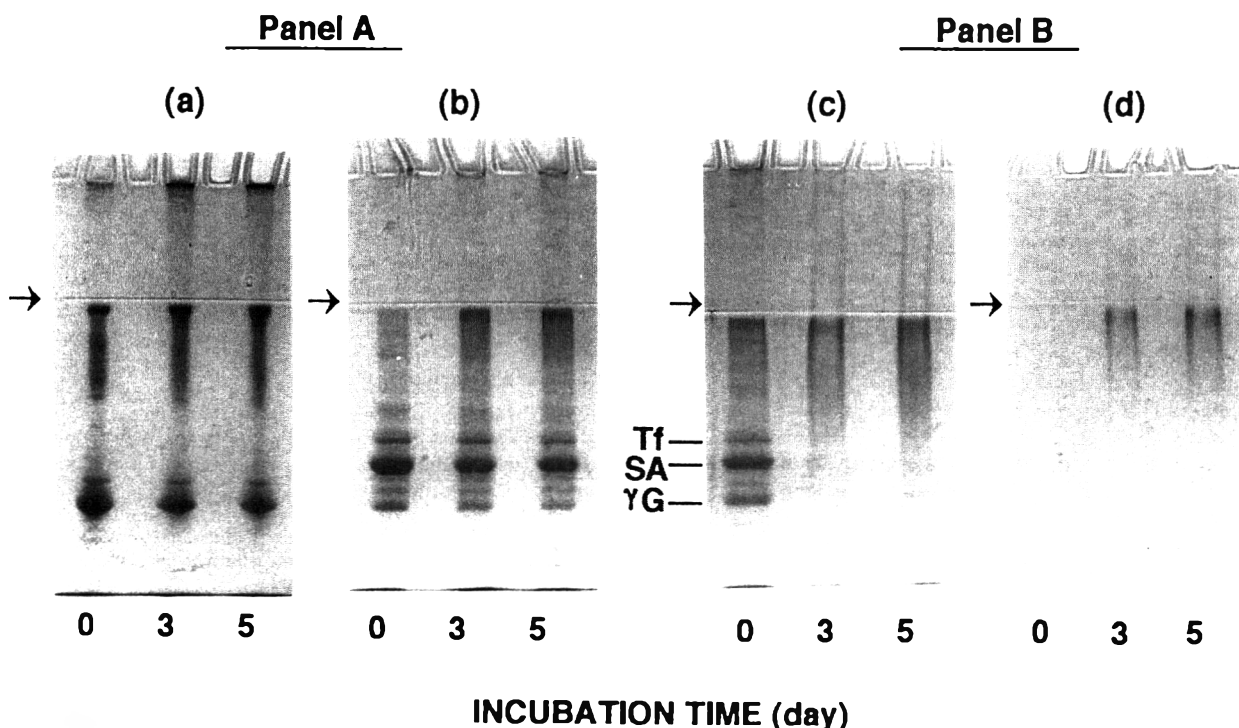 Panel A Panel B
(a) (b) (c) (d)
→ → → →
Tf
SA
γG
0 3 5 0 3 5 0 3 5 0 3 5
INCUBATION TIME (day)